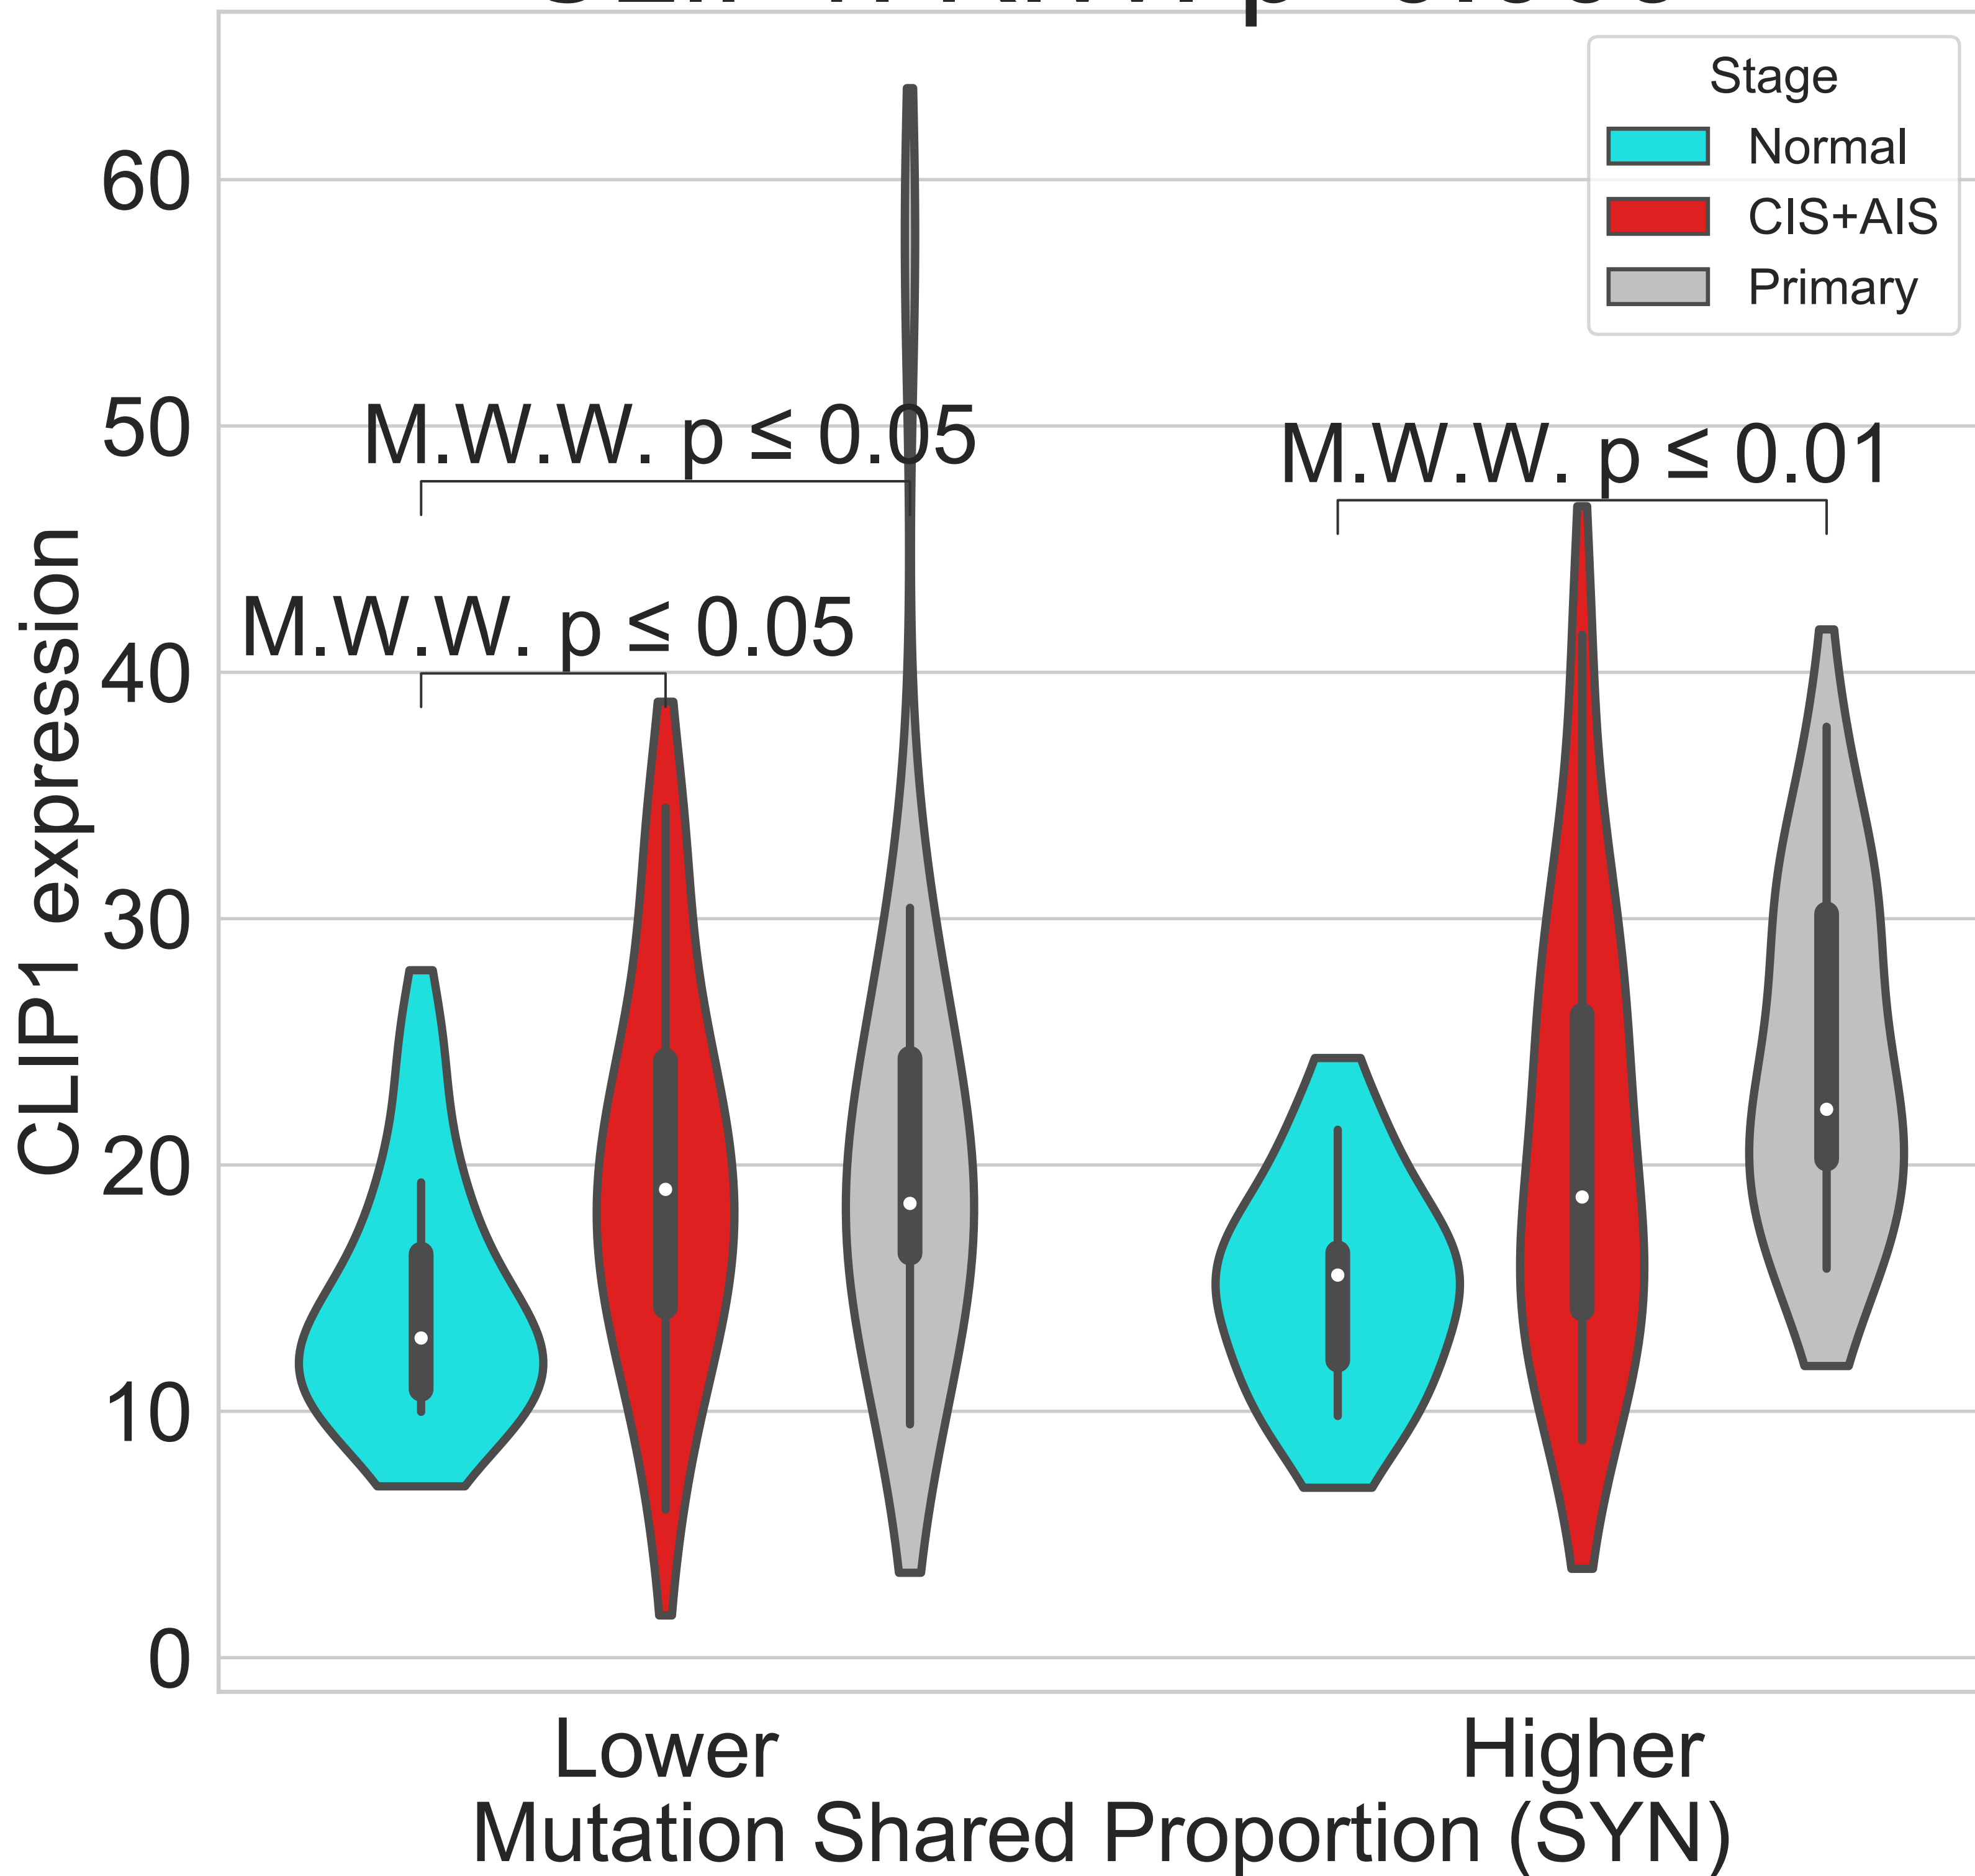 Stage
Normal
CIS+AIS
Primary
60
50
40
30
20
10
0
CLIP1 expression
M.W.W. p ≤ 0.05
M.W.W. p ≤ 0.01
M.W.W. p ≤ 0.05
Lower
Higher
Mutation Shared Proportion (SYN)